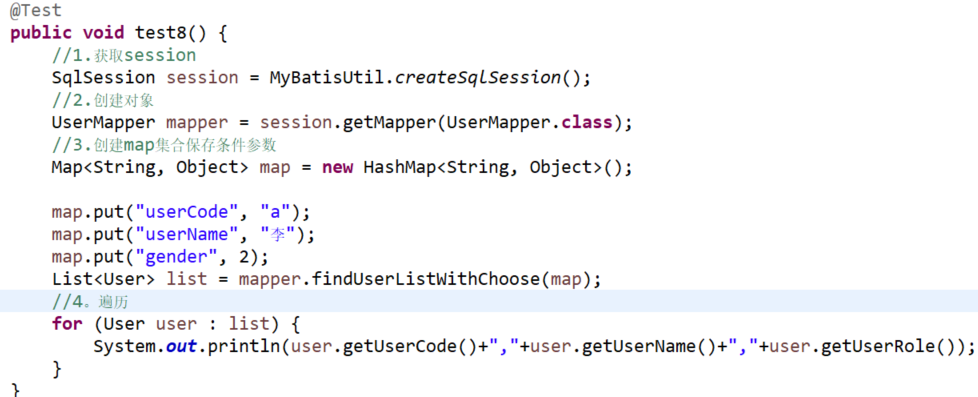 @Test
public void test8() {
    //1.获取session
    SqlSession session = MyBatisUtil.createSqlSession();
    //2.创建对象
    UserMapper mapper = session.getMapper(UserMapper.class);
    //3.创建map集合保存条件参数
    Map<String, Object> map = new HashMap<String, Object>();

    map.put("userCode", "a");
    map.put("userName", "李");
    map.put("gender", 2);
    List<User> list = mapper.findUserListWithChoose(map);
    //4。遍历
    for (User user : list) {
        System.out.println(user.getUserCode()+","+user.getUserName()+","+user.getUserRole());
    }
}